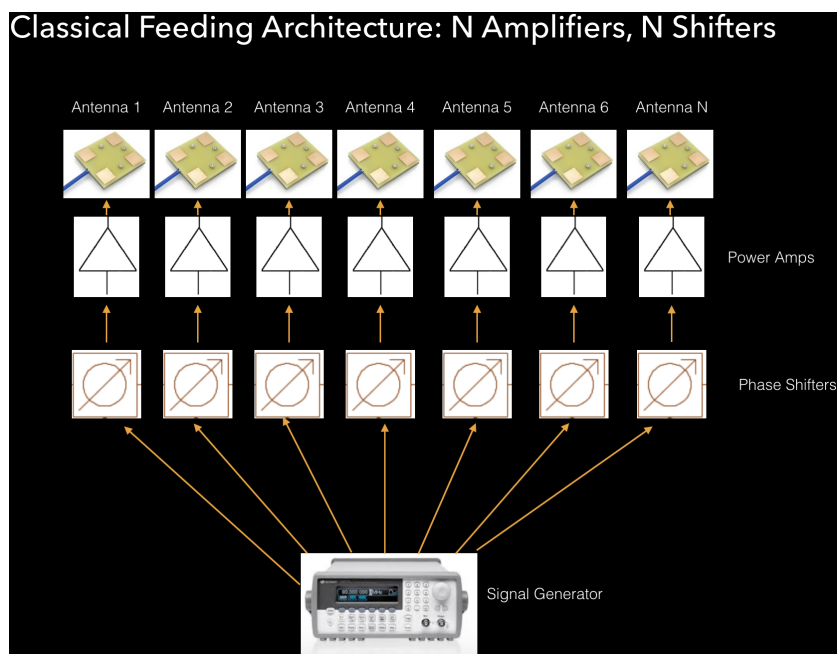 Classical Feeding Architecture: N Amplifiers, N Shifters
Antenna 1
Antenna 2
Antenna 3
Antenna 4
Antenna 5
Antenna 6
Antenna N
Power Amps
Phase Shifters
Signal Generator